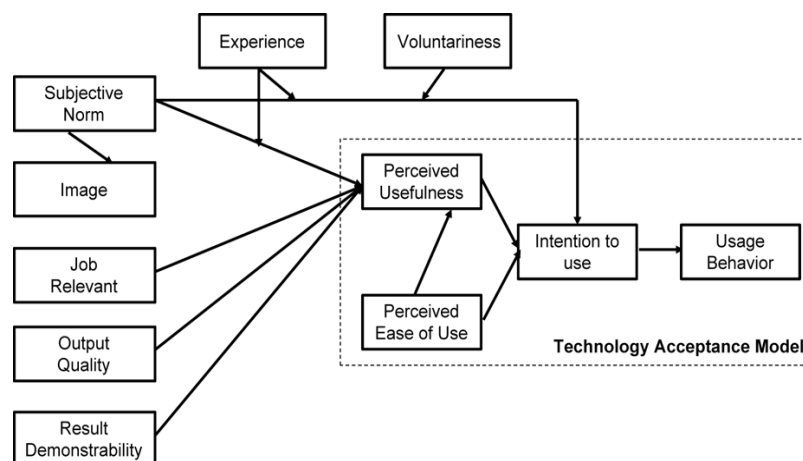 Experience
Voluntariness
Subjective
Norm
Image
Perceived
Usefulness
Job
Relevant
Intention to
use
Usage
Behavior
Perceived
Ease of Use
Output
Quality
Technology Acceptance Model
Result
Demonstrability